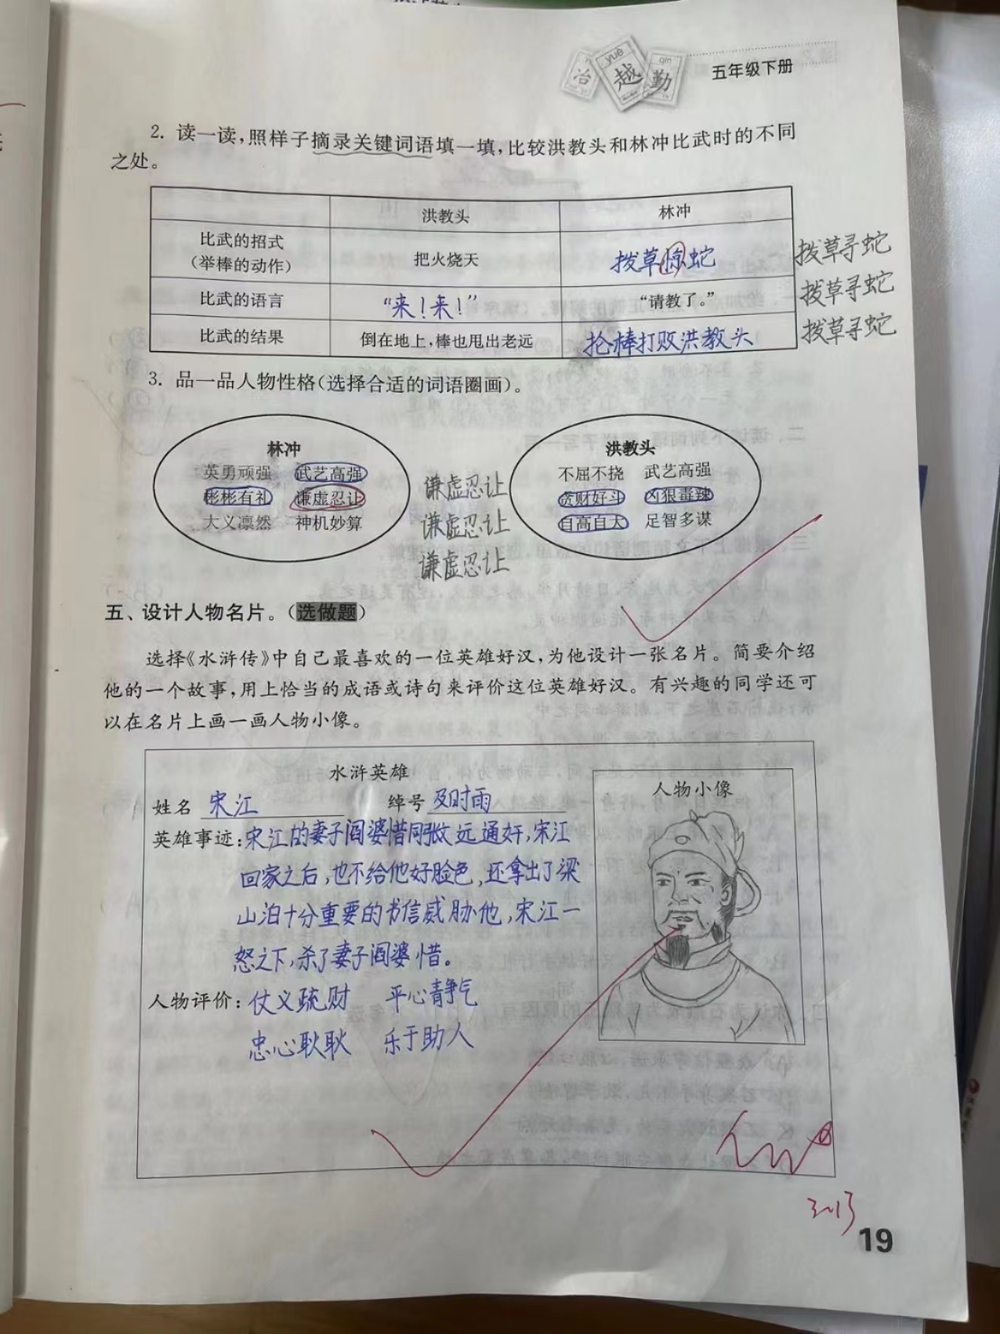 治 yuè 越 qín 勤 五年级下册
2. 读一读,照样子摘录关键词语填一填,比较洪教头和林冲比武时的不同
之处。
洪教头 林冲
比武的招式
(举棒的动作) 把火烧天 拨草惊蛇 拨草寻蛇
比武的语言 “来!来!” “请教了。” 拨草寻蛇
比武的结果 倒在地上,棒也甩出老远 抡棒打败洪教头 拨草寻蛇
3. 品一品人物性格(选择合适的词语圈画)。
林冲 洪教头
英勇顽强 武艺高强 不屈不挠 武艺高强
彬彬有礼 谦虚忍让 谦虚忍让 贪财好斗 凶狠毒辣
大义凛然 神机妙算 谦虚忍让 自高自大 足智多谋
谦虚忍让
五、设计人物名片。(选做题)
选择《水浒传》中自己最喜欢的一位英雄好汉,为他设计一张名片。简要介绍
他的一个故事,用上恰当的成语或诗句来评价这位英雄好汉。有兴趣的同学还可
以在名片上画一画人物小像。
水浒英雄
人物小像
姓名 宋江 绰号 及时雨
英雄事迹:宋江的妻子阎婆惜同张文远通奸,宋江
回家之后,也不给他好脸色,还拿出了梁
山泊十分重要的书信威胁他,宋江一
怒之下,杀了妻子阎婆惜。
人物评价:仗义疏财 平心静气
忠心耿耿 乐于助人
19